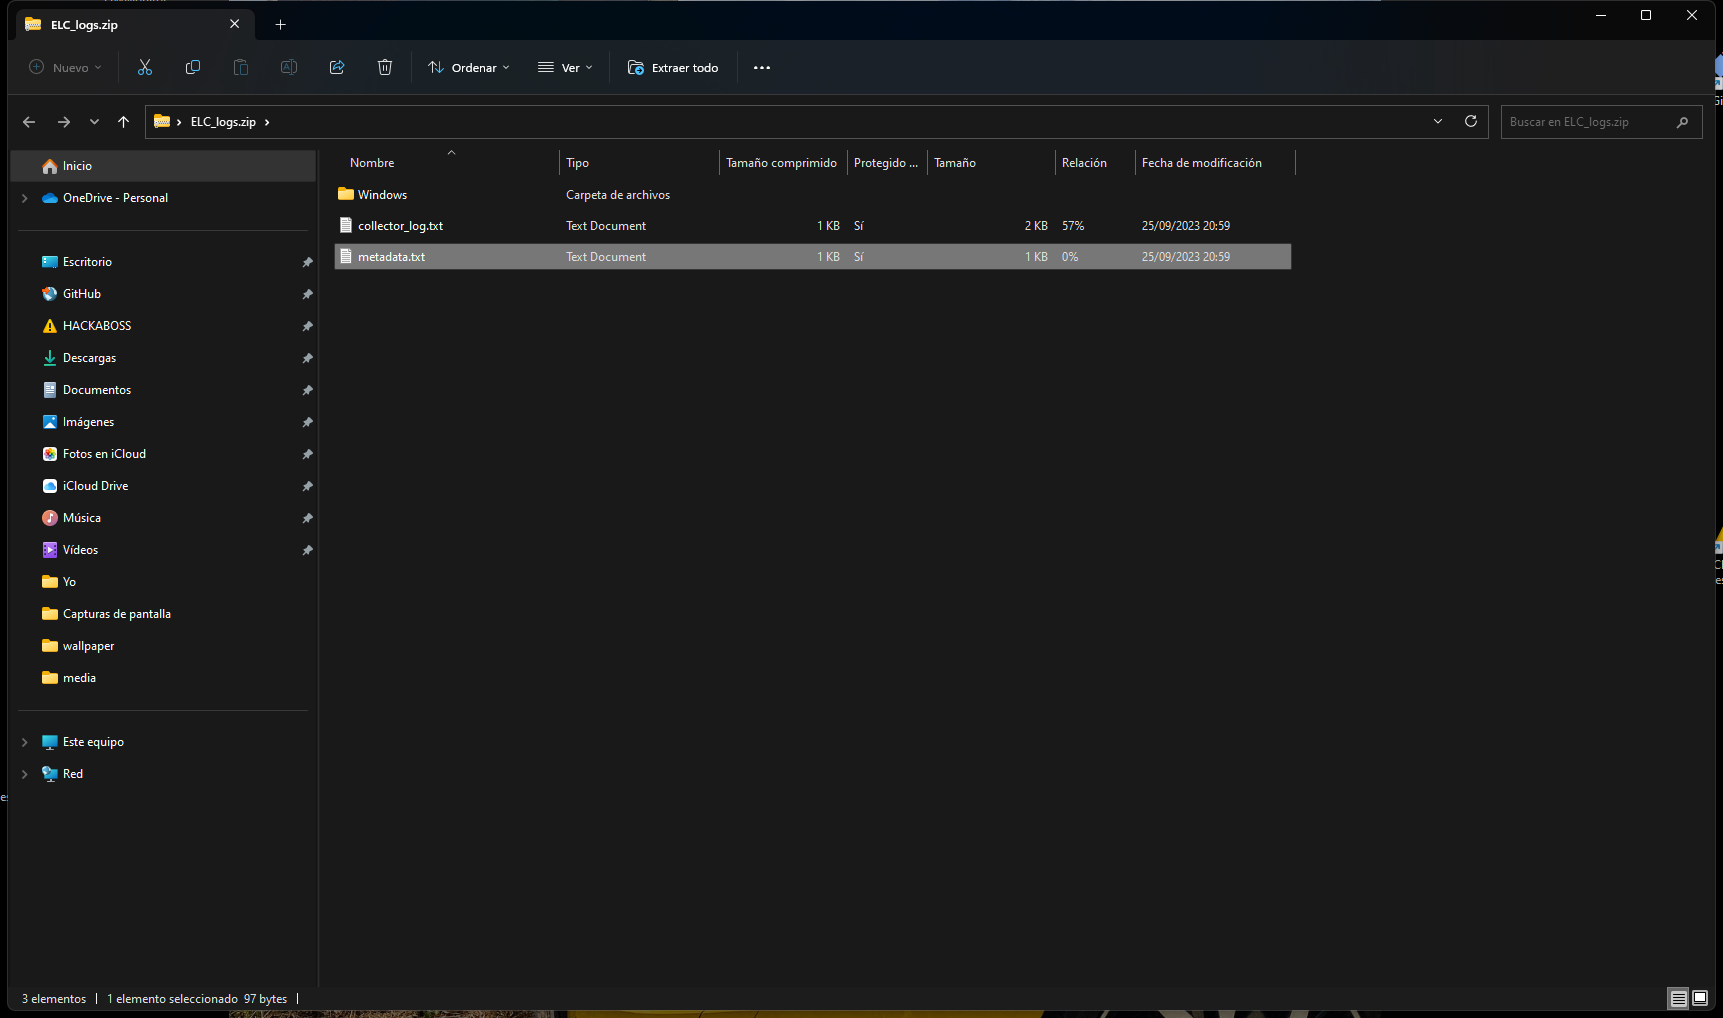 ELC_logs.zip
Nuevo
Ordenar
Ver
Extraer todo
ELC_logs.zip
Buscar en ELC_logs.zip
Inicio
OneDrive - Personal
Escritorio
GitHub
HACKABOSS
Descargas
Documentos
Imágenes
Fotos en iCloud
iCloud Drive
Música
Vídeos
Yo
Capturas de pantalla
wallpaper
media
Este equipo
Red
Nombre Tipo Tamaño comprimido Protegido ... Tamaño Relación Fecha de modificación
Windows Carpeta de archivos
collector_log.txt Text Document 1 KB Sí 2 KB 57% 25/09/2023 20:59
metadata.txt Text Document 1 KB Sí 1 KB 0% 25/09/2023 20:59
3 elementos 1 elemento seleccionado 97 bytes